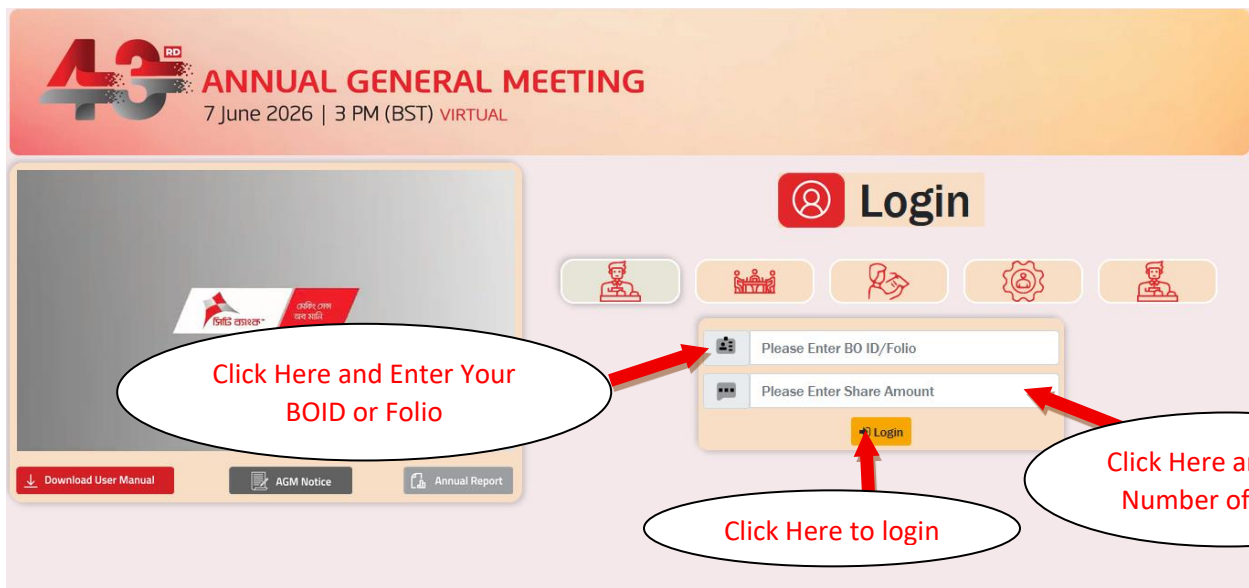 43RD
ANNUAL GENERAL MEETING
7 June 2026 | 3 PM (BST) VIRTUAL
Login
সিটি ব্যাংক
মেকিং সেন্স
অব মানি
Click Here and Enter Your
BOID or Folio
Please Enter BO ID/Folio
Please Enter Share Amount
Login
Click Here
Number of
Click Here to login
Download User Manual
AGM Notice
Annual Report